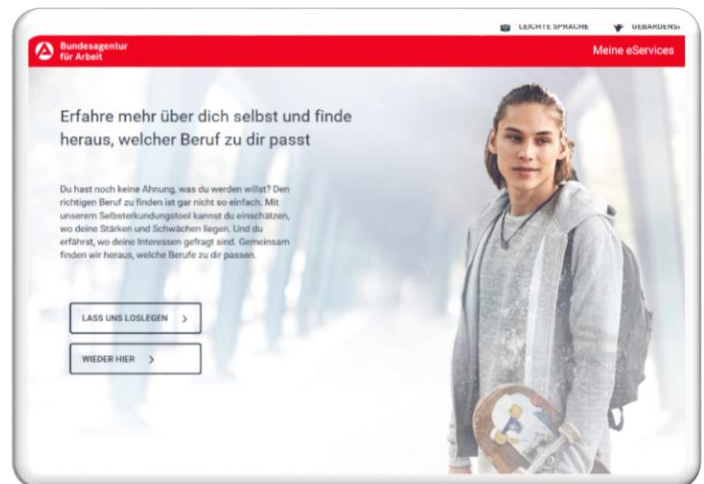 LEICHTE SPRACHE
Bundesagentur
für Arbeit
Meine eServices
Erfahre mehr über dich selbst und finde
heraus, welcher Beruf zu dir passt
Du hast noch keine Ahnung, was du werden willst? Den
richtigen Beruf zu finden ist gar nicht so einfach. Mit
unserem Selbsterkundungstool kannst du einschätzen,
wo deine Stärken und Schwächen liegen. Und du
erfährst, wo deine Interessen gefragt sind. Gemeinsam
finden wir heraus, welche Berufe zu dir passen.
LASS UNS LOSLEGEN
WIEDER HIER